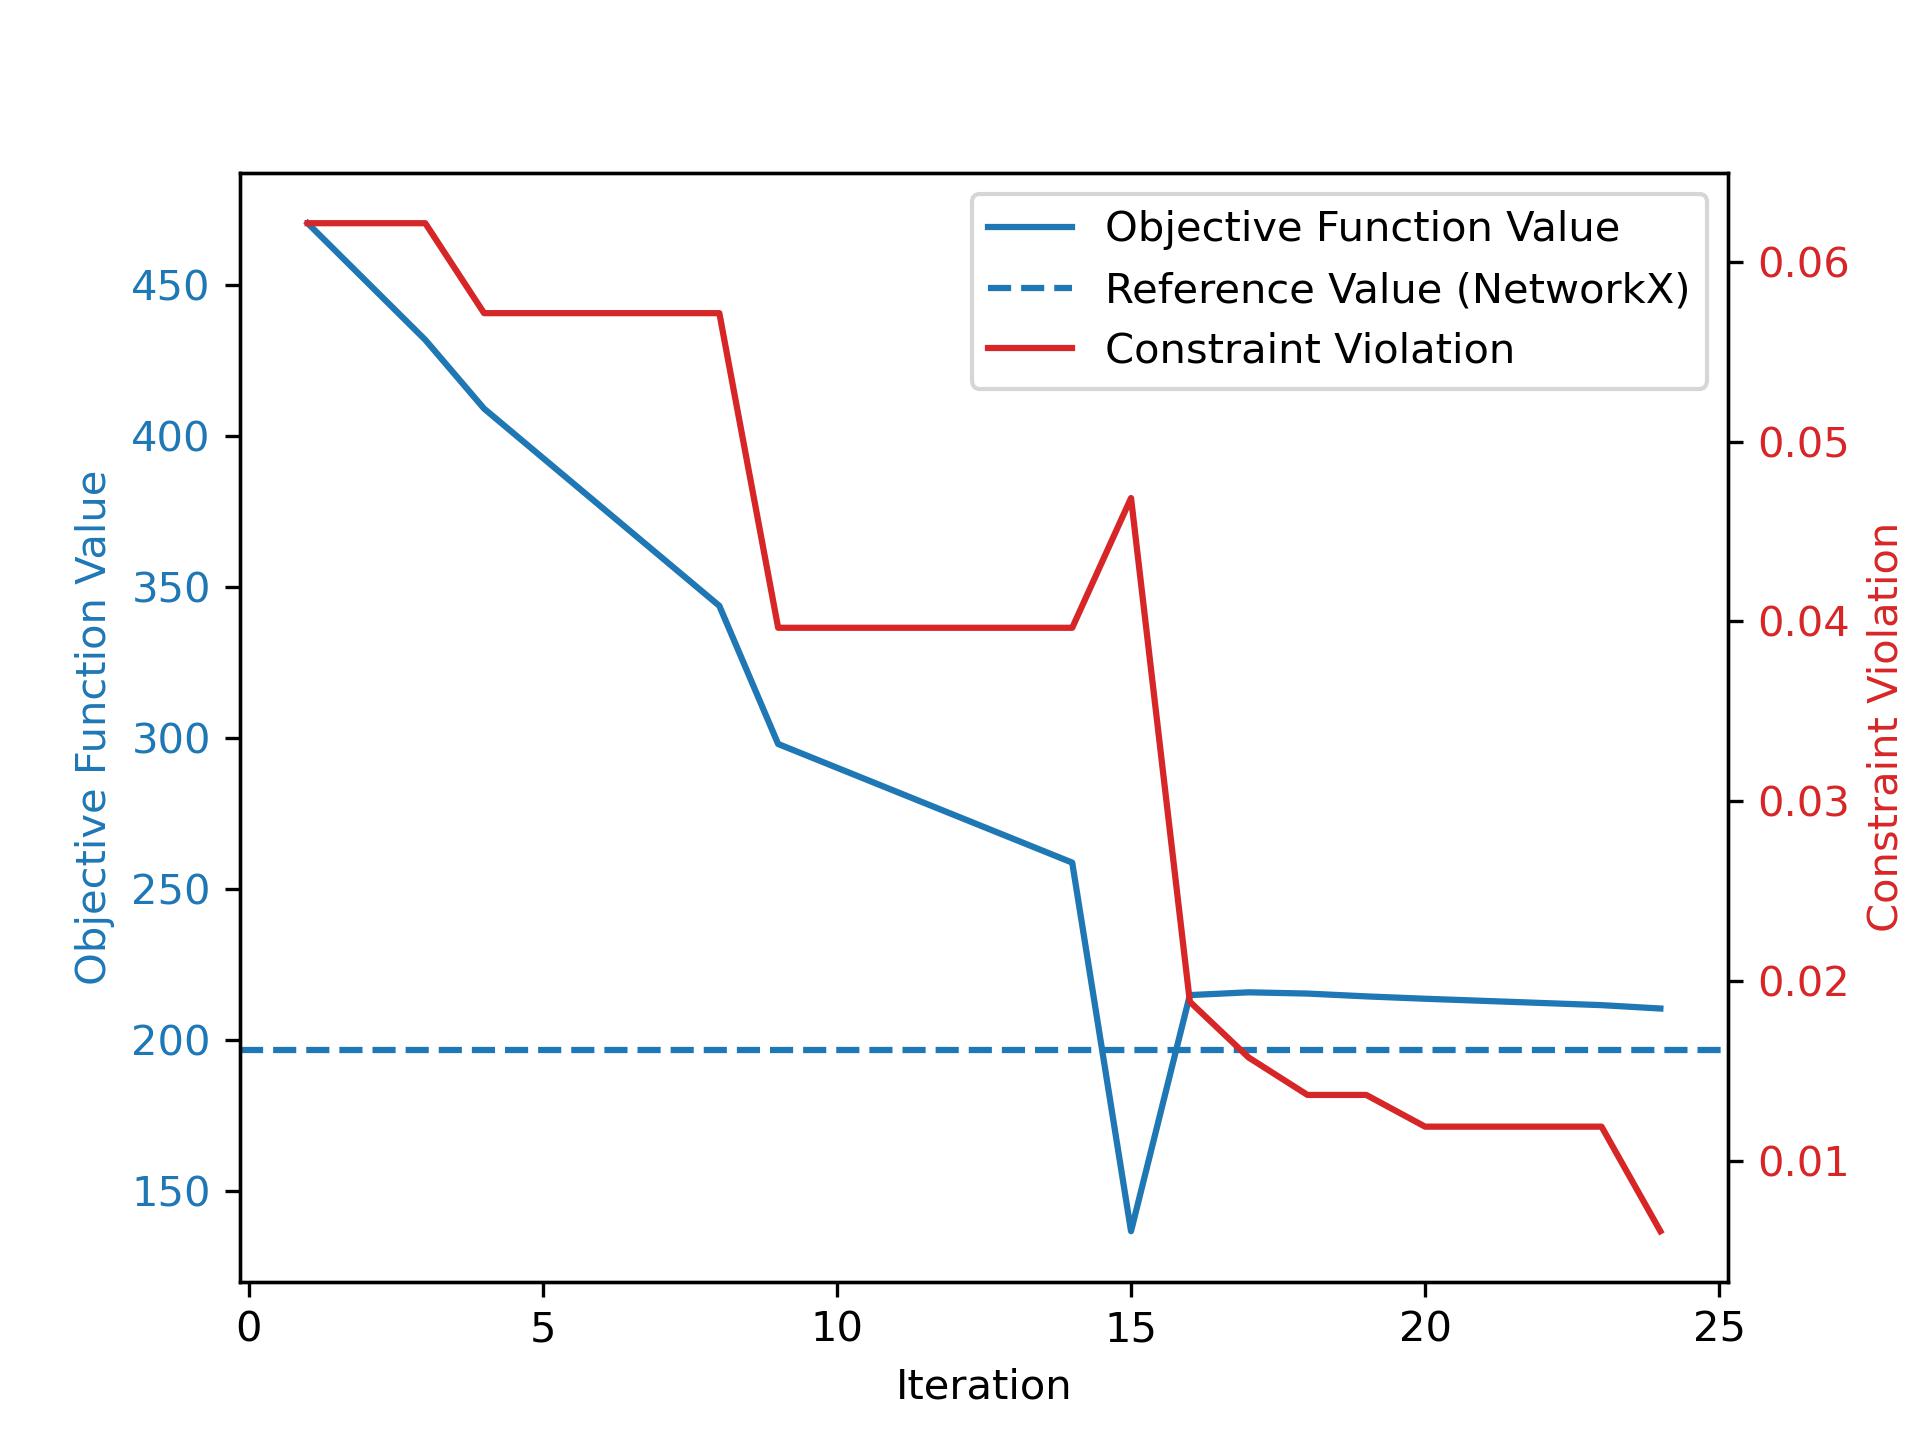 Objective Function Value
Reference Value (NetworkX)
Constraint Violation
450
400
350
300
250
200
150
Objective Function Value
0.06
0.05
0.04
0.03
0.02
0.01
Constraint Violation
0 5 10 15 20 25
Iteration